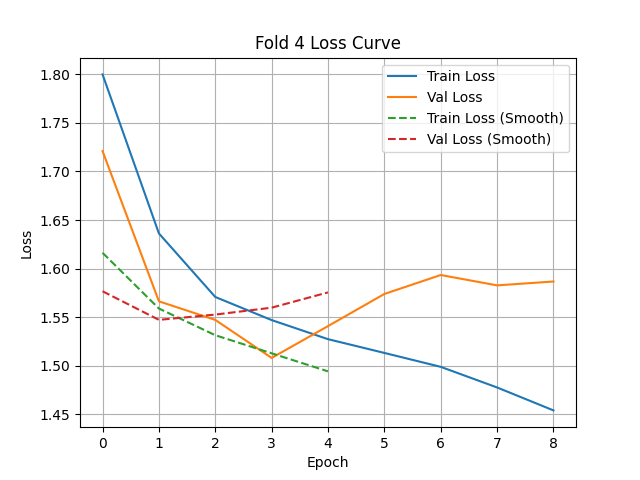 Fold 4 Loss Curve
Train Loss
Val Loss
Train Loss (Smooth)
Val Loss (Smooth)
1.80
1.75
1.70
1.65
1.60
1.55
1.50
1.45
Loss
0 1 2 3 4 5 6 7 8
Epoch